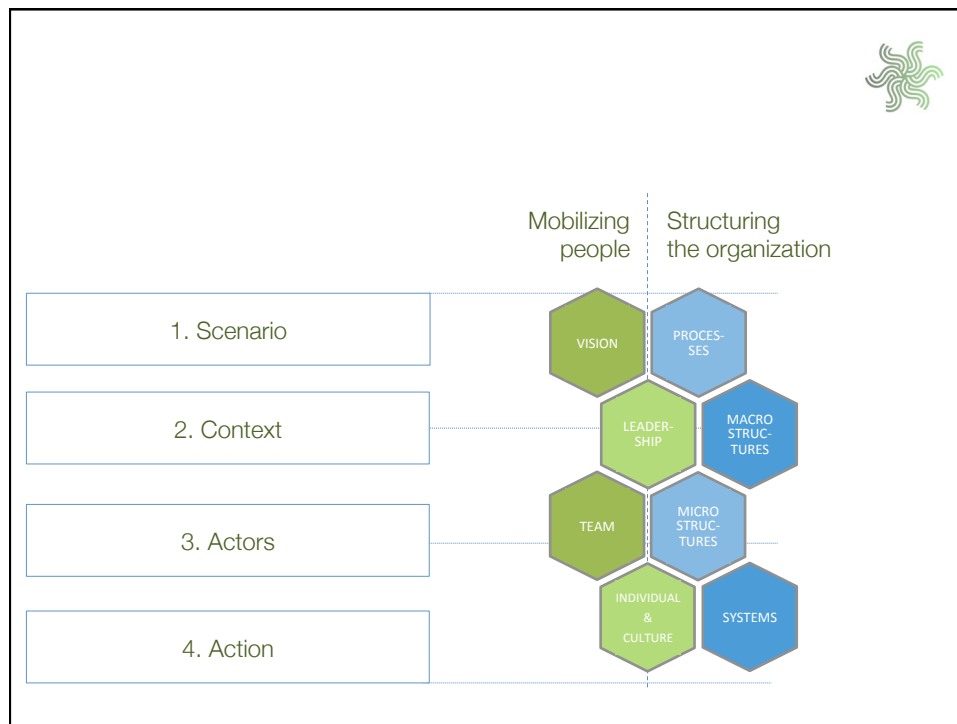 Mobilizing
people
Structuring
the organization
1. Scenario
VISION
PROCES-
SES
2. Context
LEADER-
SHIP
MACRO
STRUC-
TURES
3. Actors
TEAM
MICRO
STRUC-
TURES
4. Action
INDIVIDUAL
&
CULTURE
SYSTEMS